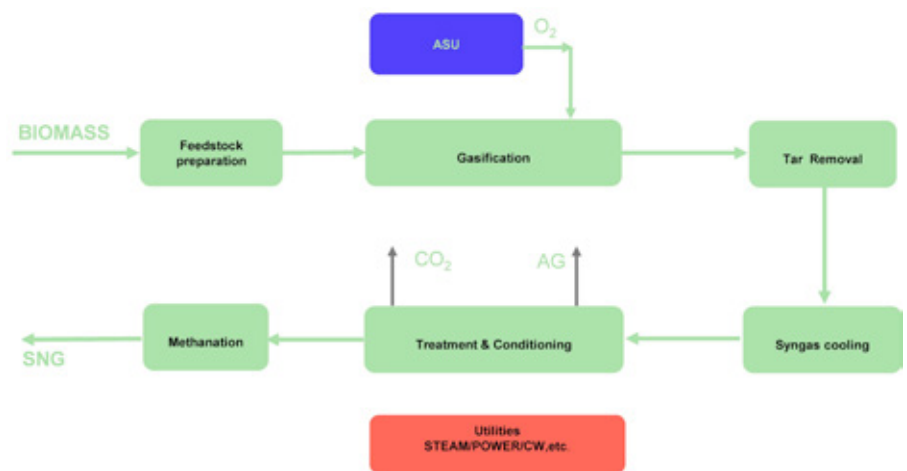 ASU
O₂
BIOMASS
Feedstock
preparation
Gasification
Tar Removal
CO₂
AG
SNG
Methanation
Treatment & Conditioning
Syngas cooling
Utilities
STEAM/POWER/CW,etc.